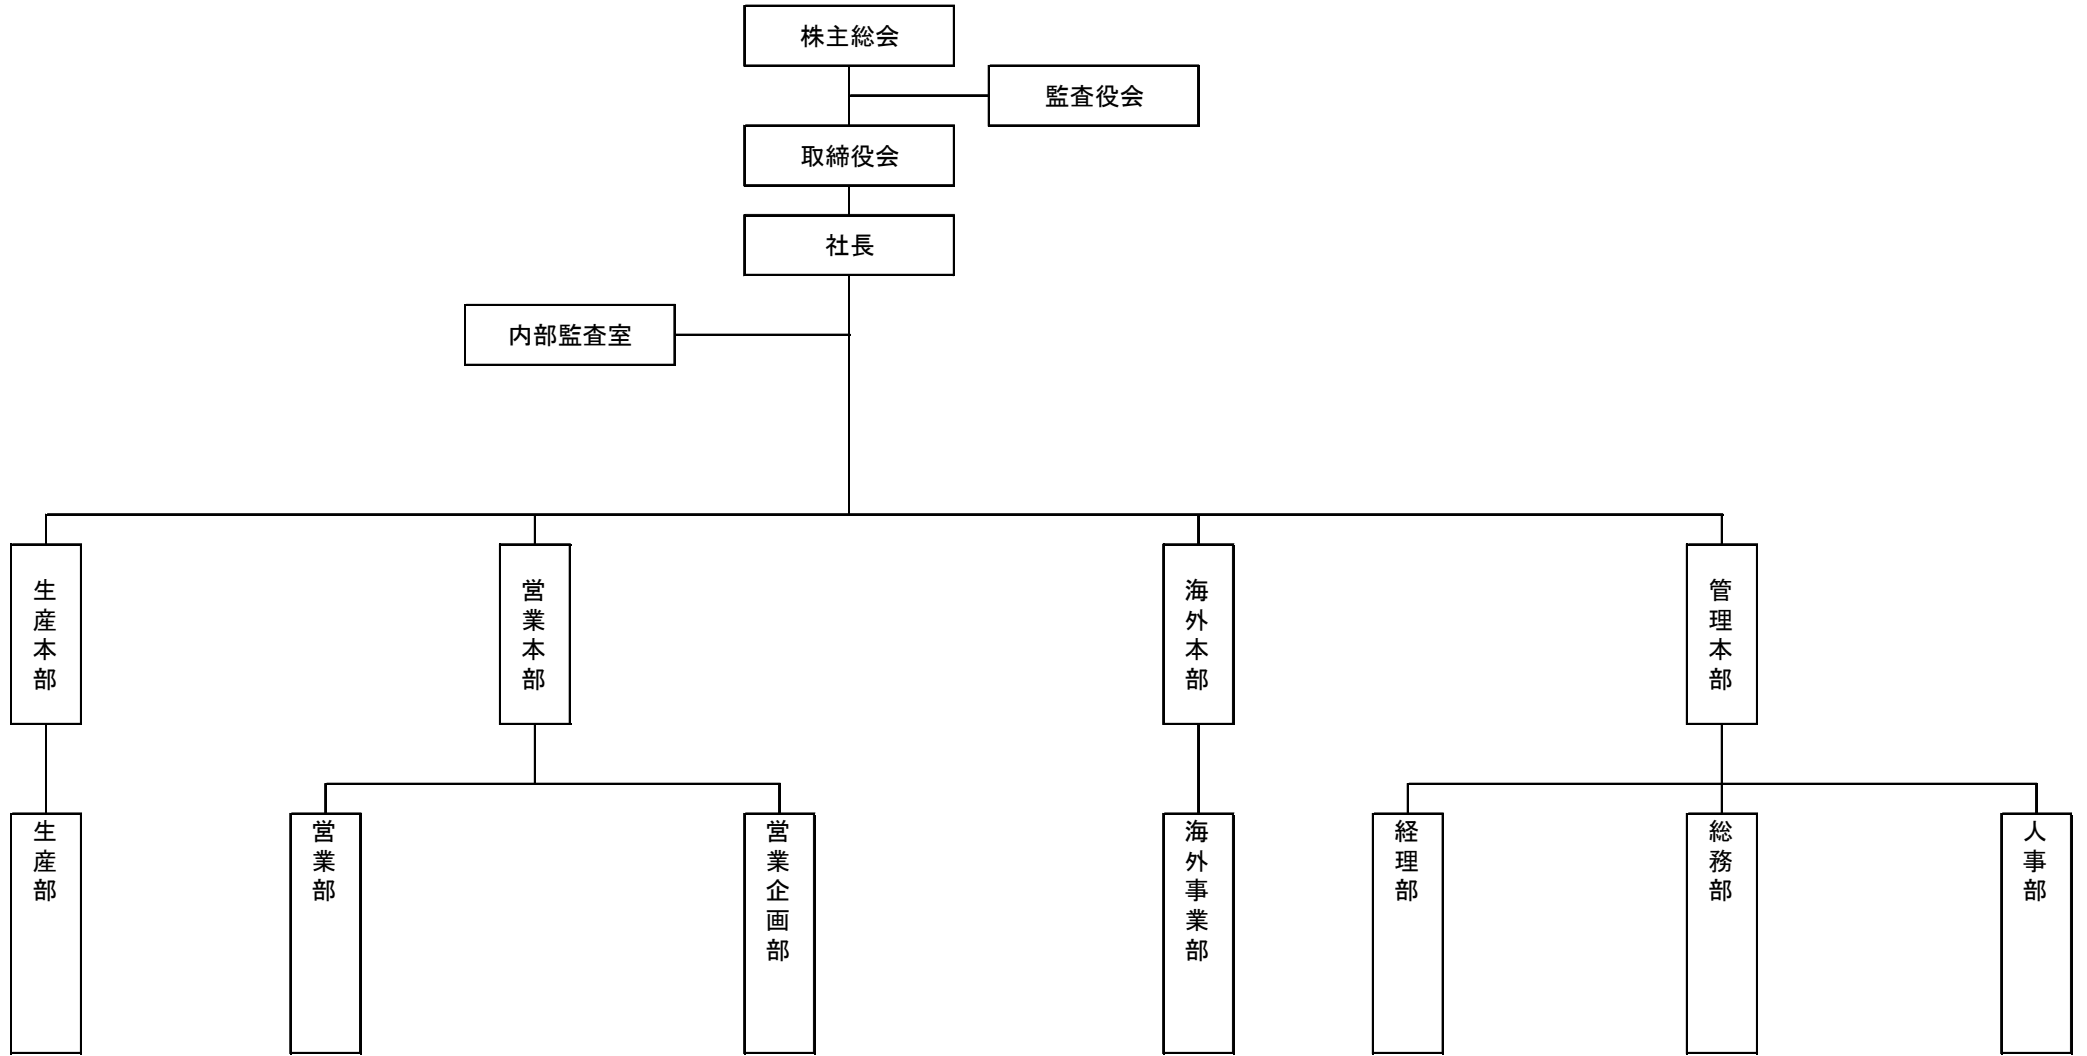 株主総会
監査役会
取締役会
社長
内部監査室
生産本部
営業本部
海外本部
管理本部
生産部
営業部
営業企画部
海外事業部
経理部
総務部
人事部